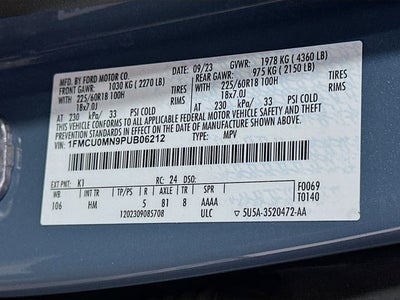 MFD. BY FORD MOTOR CO. 09/23 GVWR: 1978 KG ( 4360 LB)
FRONT GAWR: 1030 KG ( 2270 LB) REAR GAWR: 975 KG ( 2150 LB)
WITH 225/60R18 100H TIRES WITH 225/60R18 100H TIRES
18x7.0J RIMS 18x7.0J RIMS
AT 230 kPa/ 33 PSI COLD AT 230 kPa/ 33 PSI COLD
THIS VEHICLE CONFORMS TO ALL APPLICABLE FEDERAL MOTOR VEHICLE
SAFETY AND THEFT PREVENTION STANDARDS IN EFFECT ON THE DATE OF
MANUFACTURE SHOWN ABOVE.
VIN: 1FMCU0MN9PUB06212 TYPE: MPV
F0069
T0140
EXT PNT: K1 RC: 24 DSO:
WB INT TR TP/PS R AXLE TR SPR
106 HM 5 81 8 AAAA
1202309085708 ULC 5U5A-3520472-AA